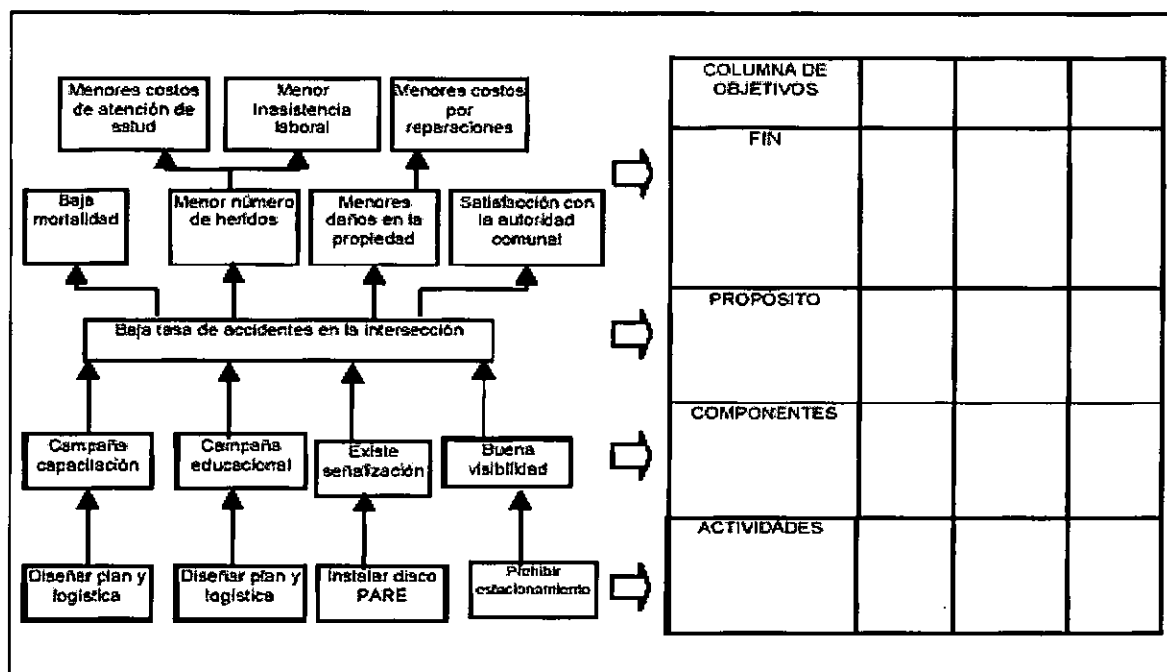 Menores costos
de atención de
salud
Menor
Inasistencia
laboral
Menores costos
por
reparaciones
Baja
mortalidad
Menor número
de heridos
Menores
daños en la
propiedad
Satisfacción con
la autoridad
comunal
Baja tasa de accidentes en la intersección
Campaña
capacitación
Campaña
educacional
Existe
señalización
Buena
visibilidad
Diseñar plan y
logística
Diseñar plan y
logística
Instalar disco
PARE
Prohibir
estacionamiento
COLUMNA DE
OBJETIVOS
FIN
PROPÓSITO
COMPONENTES
ACTIVIDADES